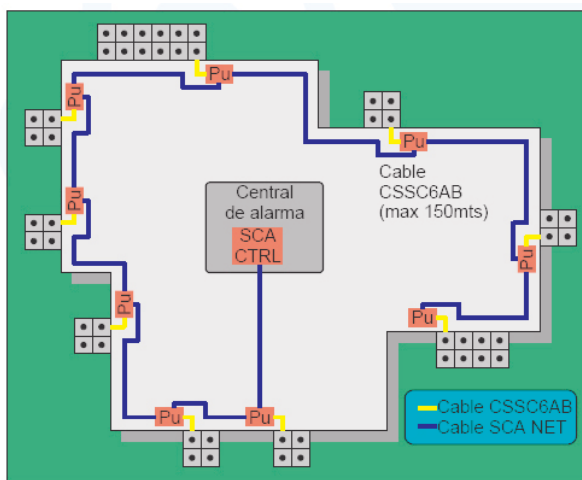 Pu
Pu
Pu
Cable
CSSC6AB
(max 150mts)
Central
de alarma
SCA
CTRL
Pu
Pu
Pu
Pu
Pu
Pu
Cable CSSC6AB
Cable SCA NET